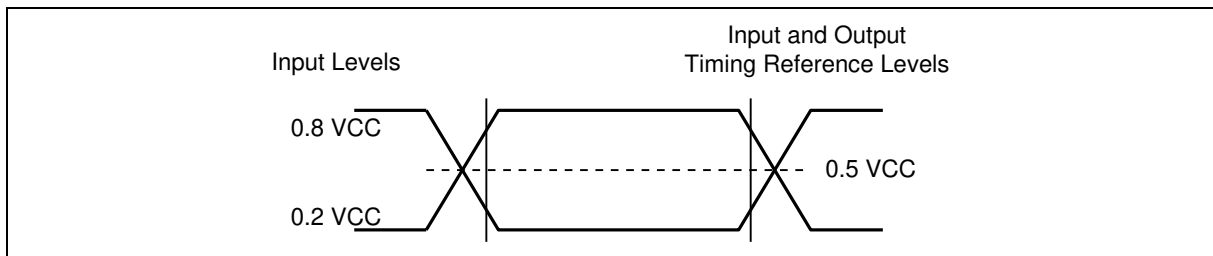 Input Levels
Input and Output
Timing Reference Levels
0.8 VCC
0.5 VCC
0.2 VCC